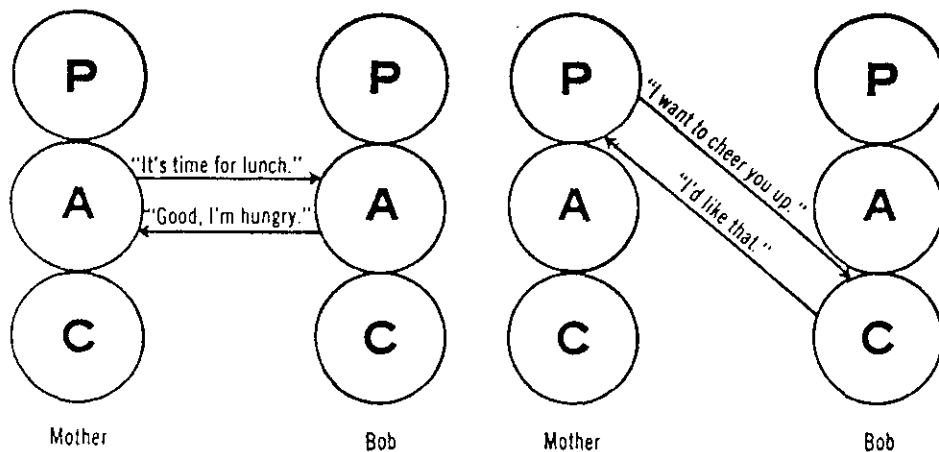 P
P
"It's time for lunch."
A
A
"Good, I'm hungry."
C
C
Mother
Bob
P
P
"I want to cheer you up."
"I'd like that."
A
A
C
C
Mother
Bob